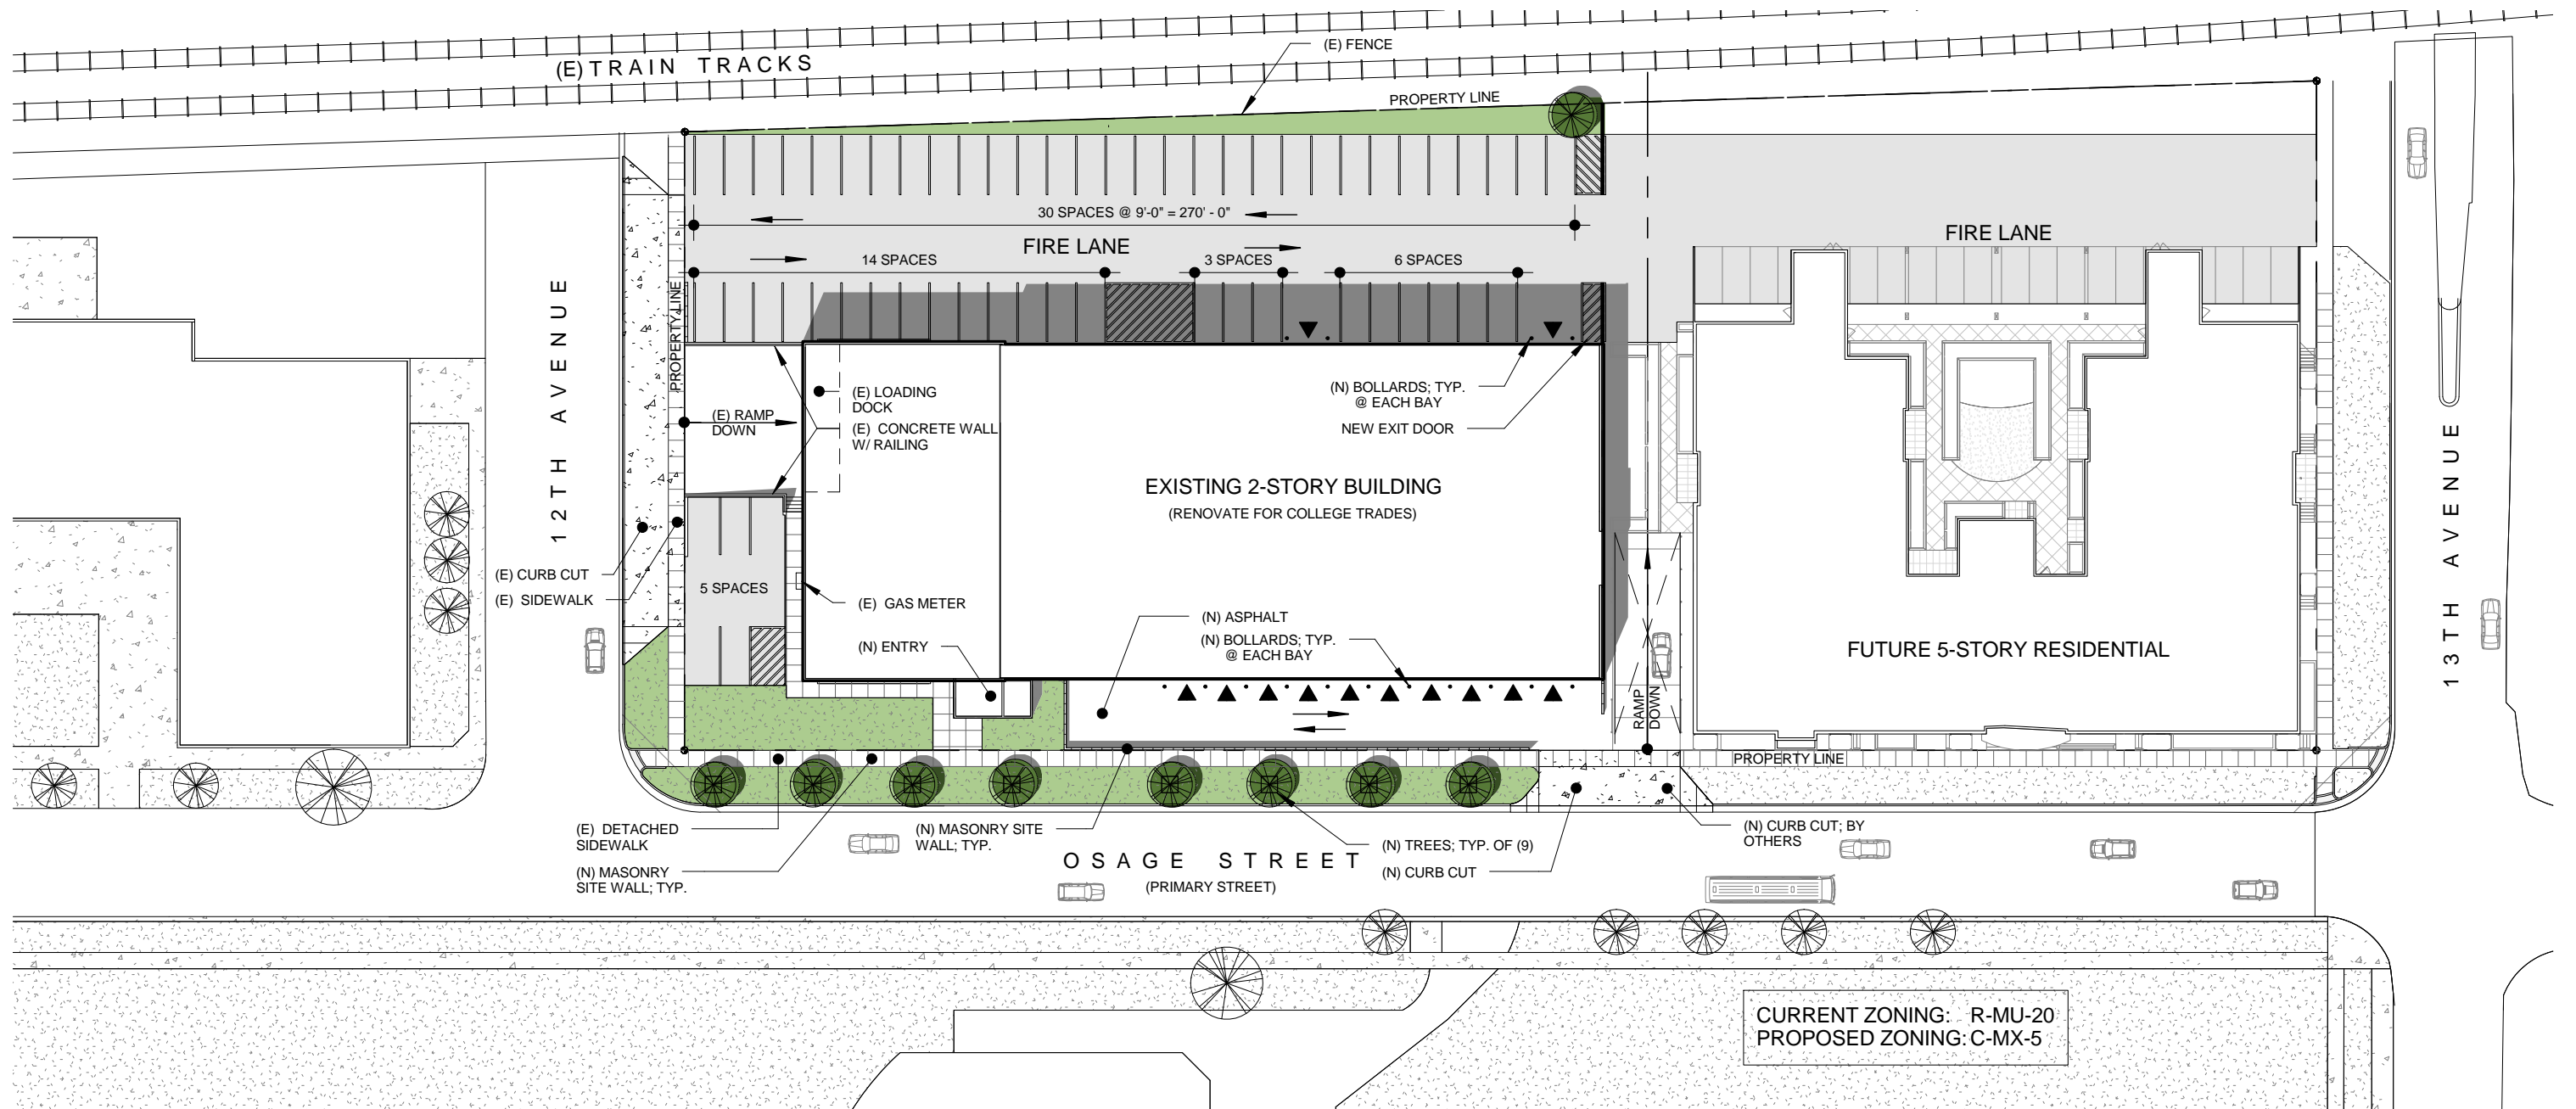 (E) FENCE
(E) TRAIN TRACKS
PROPERTY LINE
30 SPACES @ 9'-0" = 270' - 0"
FIRE LANE
FIRE LANE
14 SPACES
3 SPACES
6 SPACES
12TH AVENUE
PROPERTY LINE
(E) LOADING
DOCK
(E) RAMP
DOWN
(E) CONCRETE WALL
W/ RAILING
(N) BOLLARDS; TYP.
@ EACH BAY
NEW EXIT DOOR
EXISTING 2-STORY BUILDING
(RENOVATE FOR COLLEGE TRADES)
13TH AVENUE
(E) CURB CUT
(E) SIDEWALK
5 SPACES
(E) GAS METER
(N) ENTRY
(N) ASPHALT
(N) BOLLARDS; TYP.
@ EACH BAY
FUTURE 5-STORY RESIDENTIAL
RAMP
DOWN
PROPERTY LINE
(E) DETACHED
SIDEWALK
(N) MASONRY
SITE WALL; TYP.
(N) MASONRY SITE
WALL; TYP.
OSAGE STREET
(PRIMARY STREET)
(N) TREES; TYP. OF (9)
(N) CURB CUT
(N) CURB CUT; BY
OTHERS
CURRENT ZONING: R-MU-20
PROPOSED ZONING: C-MX-5